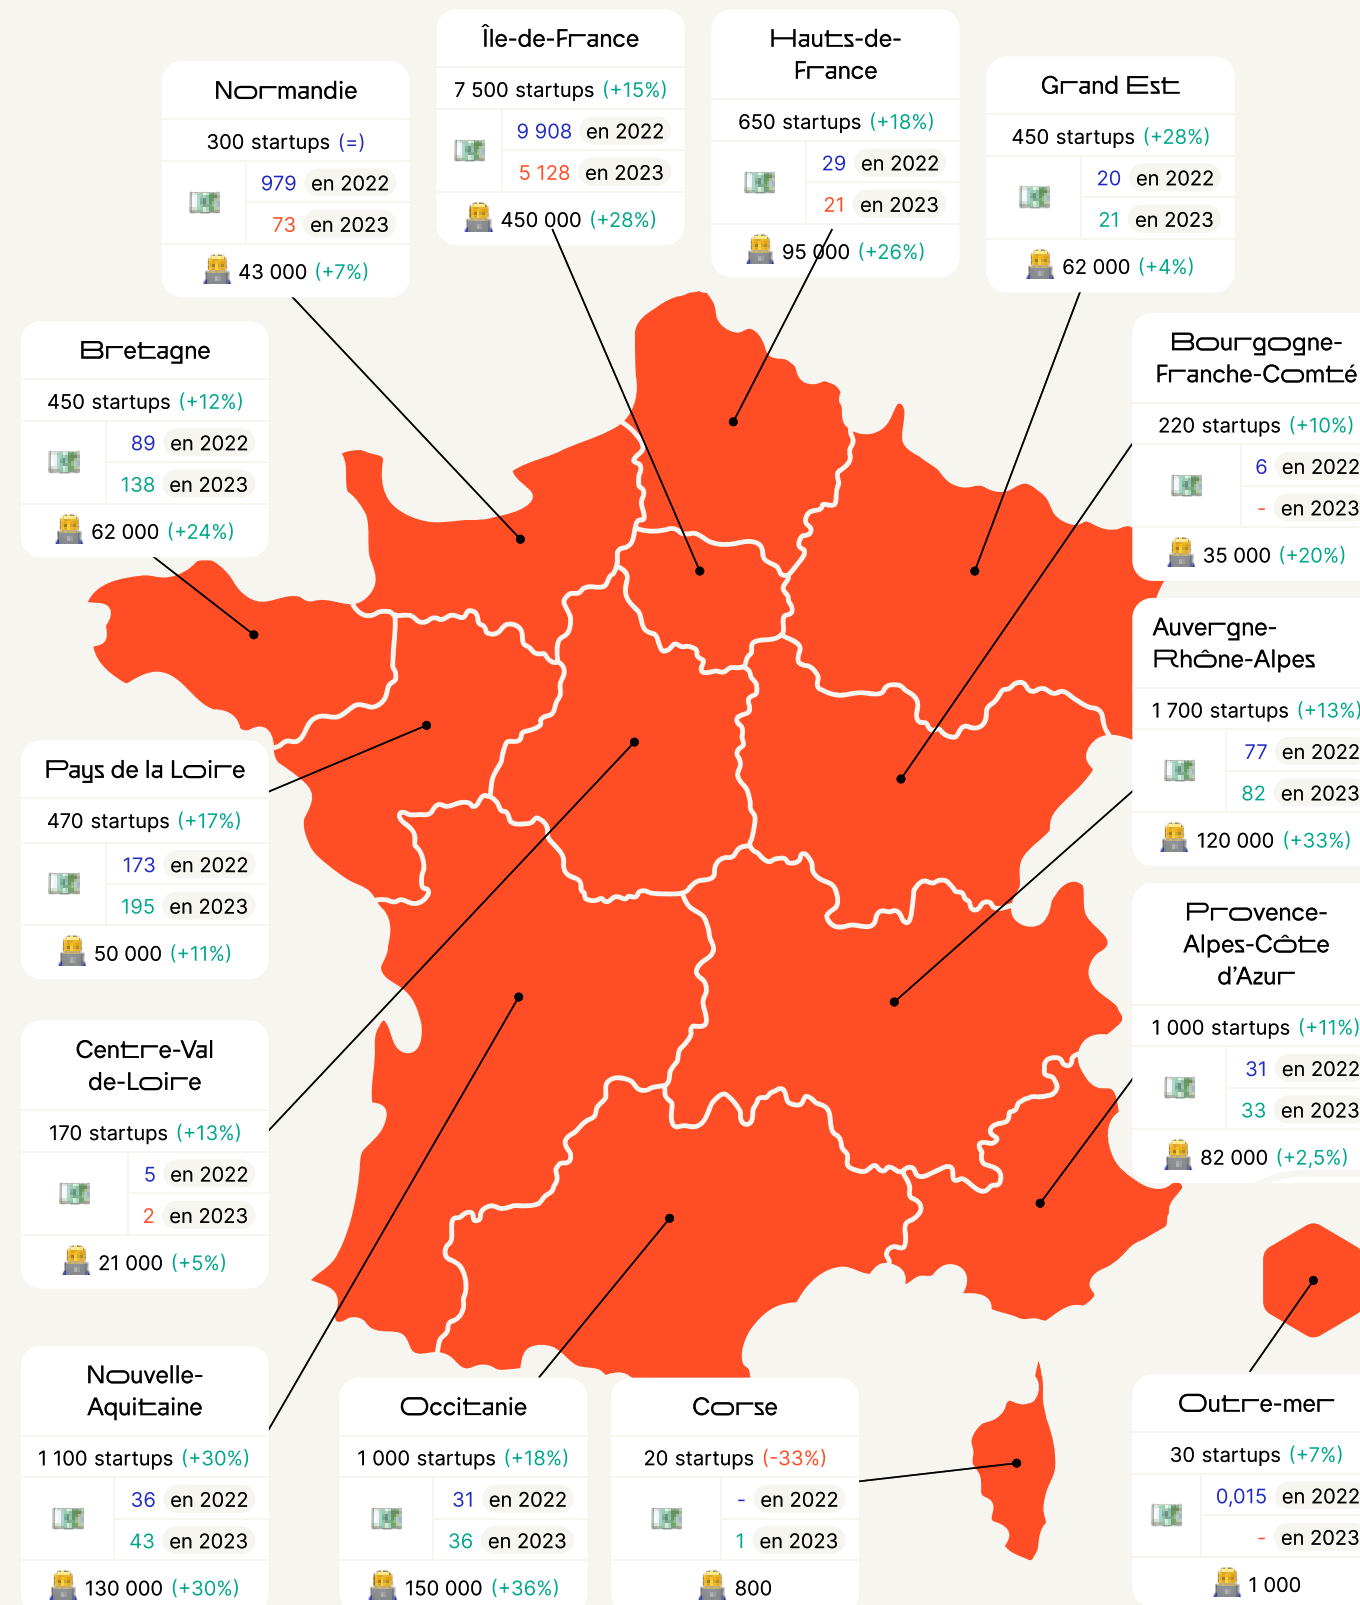 Île-de-France
7 500 startups (+15%)
9 908 en 2022
5 128 en 2023
450 000 (+28%)
Hauts-de-
France
650 startups (+18%)
29 en 2022
21 en 2023
95 000 (+26%)
Normandie
300 startups (=)
979 en 2022
73 en 2023
43 000 (+7%)
Grand Est
450 startups (+28%)
20 en 2022
21 en 2023
62 000 (+4%)
Bretagne
450 startups (+12%)
89 en 2022
138 en 2023
62 000 (+24%)
Bourgogne-
Franche-Comté
220 startups (+10%)
6 en 2022
- en 2023
35 000 (+20%)
Auvergne-
Rhône-Alpes
1 700 startups (+13%)
77 en 2022
82 en 2023
120 000 (+33%)
Pays de la Loire
470 startups (+17%)
173 en 2022
195 en 2023
50 000 (+11%)
Provence-
Alpes-Côte
d'Azur
1 000 startups (+11%)
31 en 2022
33 en 2023
82 000 (+2,5%)
Centre-Val
de-Loire
170 startups (+13%)
5 en 2022
2 en 2023
21 000 (+5%)
Nouvelle-
Aquitaine
1 100 startups (+30%)
36 en 2022
43 en 2023
130 000 (+30%)
Occitanie
1 000 startups (+18%)
31 en 2022
36 en 2023
150 000 (+36%)
Corse
20 startups (-33%)
- en 2022
1 en 2023
800
Outre-mer
30 startups (+7%)
0,015 en 2022
- en 2023
1 000